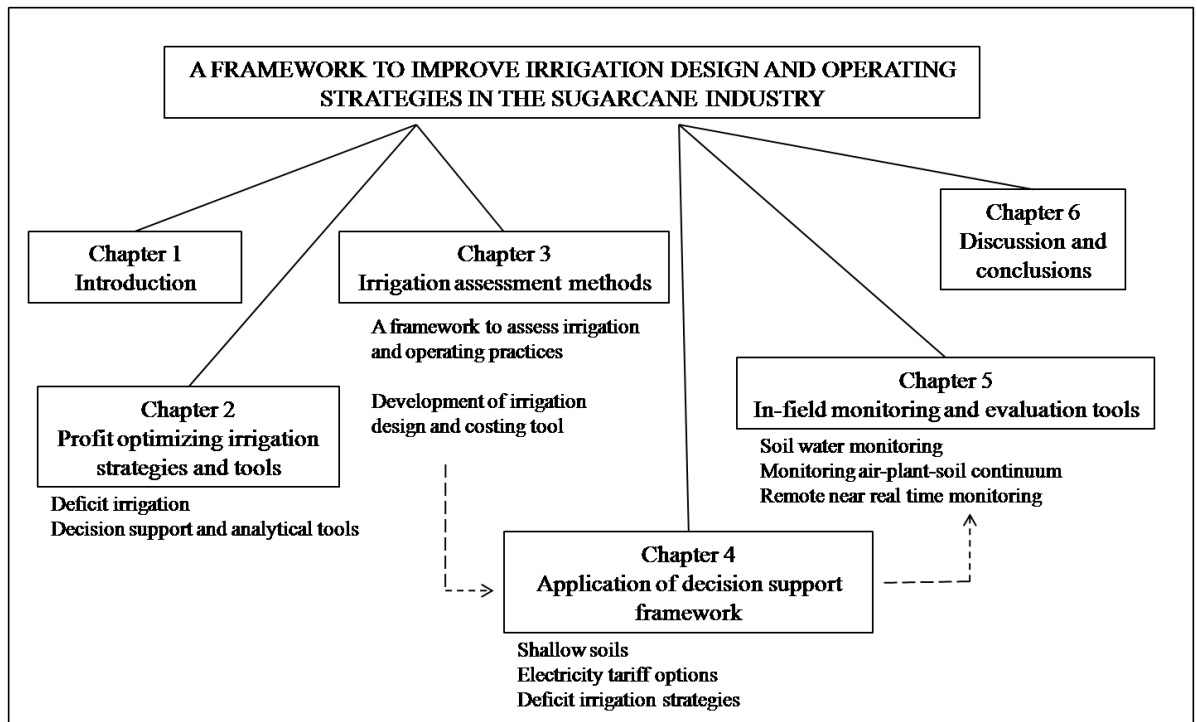 A FRAMEWORK TO IMPROVE IRRIGATION DESIGN AND OPERATING
STRATEGIES IN THE SUGARCANE INDUSTRY
Chapter 1
Introduction
Chapter 2
Profit optimizing irrigation
strategies and tools
Deficit irrigation
Decision support and analytical tools
Chapter 3
Irrigation assessment methods
A framework to assess irrigation
and operating practices
Development of irrigation
design and costing tool
Chapter 4
Application of decision support
framework
Shallow soils
Electricity tariff options
Deficit irrigation strategies
Chapter 5
In-field monitoring and evaluation tools
Soil water monitoring
Monitoring air-plant-soil continuum
Remote near real time monitoring
Chapter 6
Discussion and
conclusions